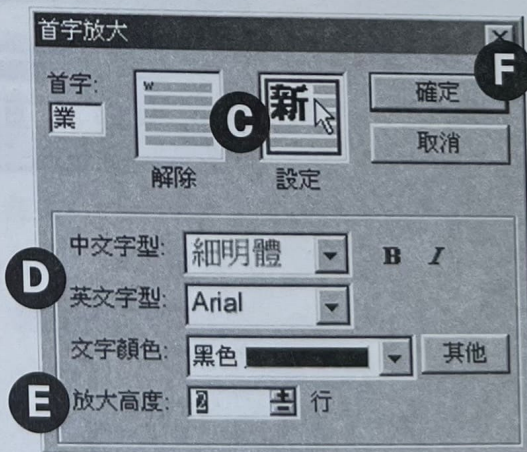 首字放大
首字:
業
W
解除
C
新
設定
F
確定
取消
D
中文字型:
細明體
B I
英文字型:
Arial
文字顏色:
黑色
其他
E
放大高度:
2
行